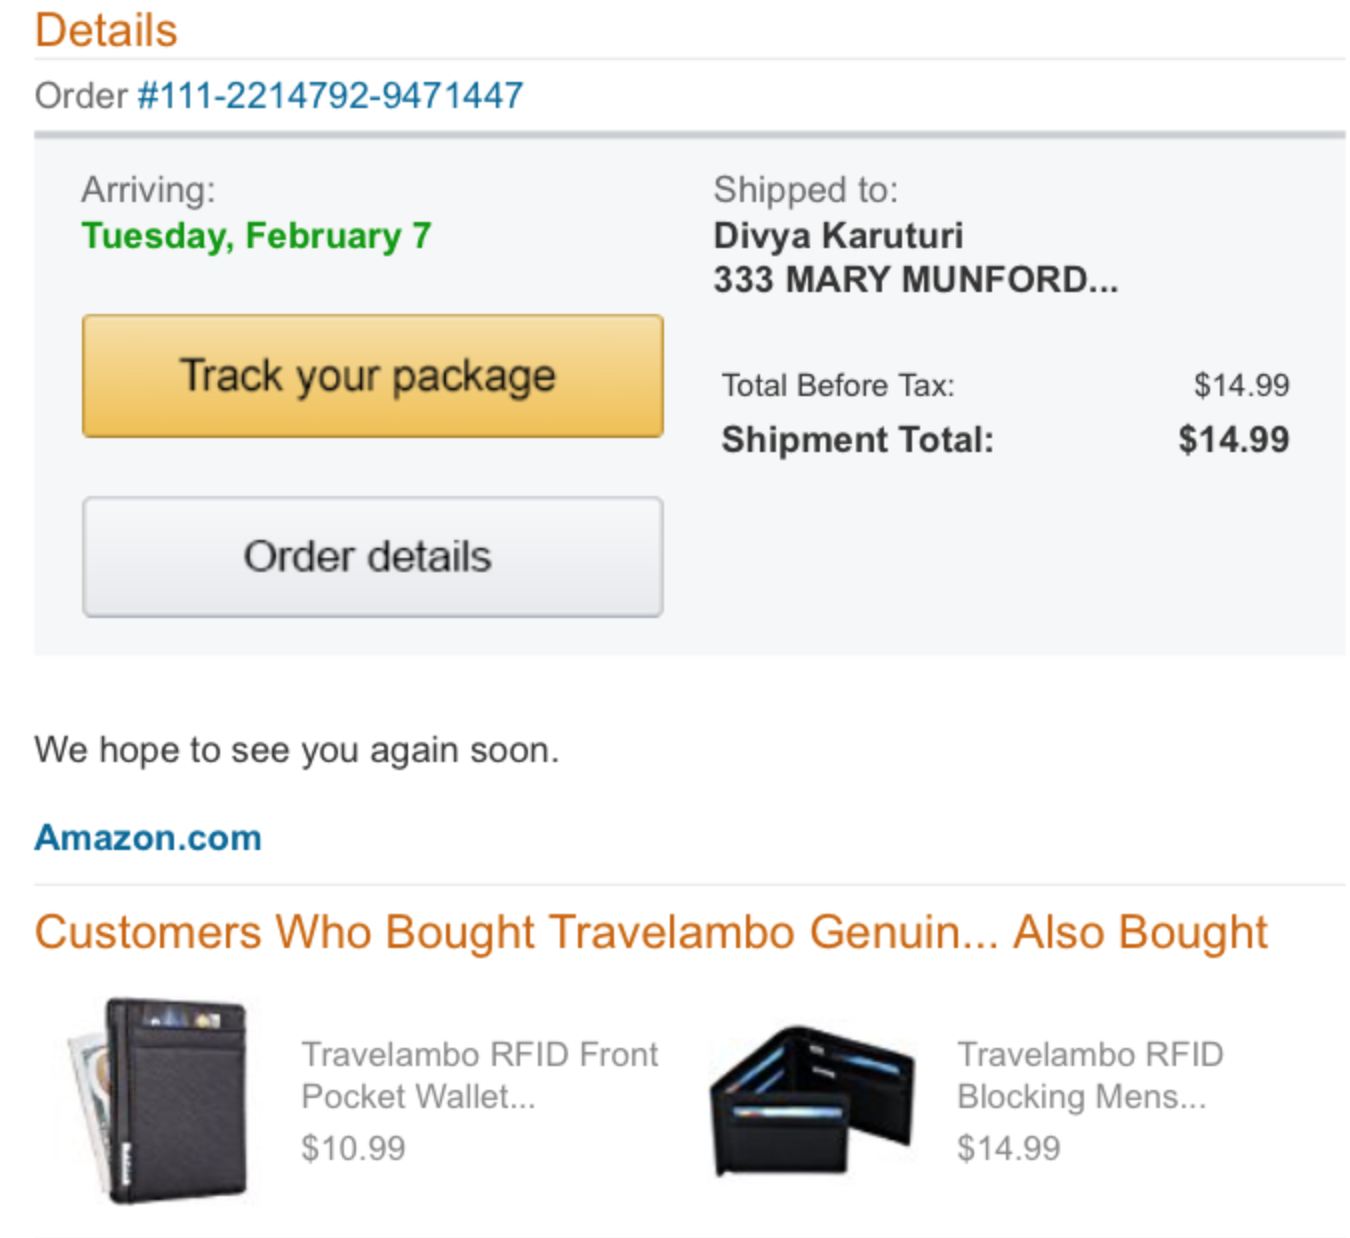 Details
Order #111-2214792-9471447
Arriving:
Tuesday, February 7
Track your package
Order details
Shipped to:
Divya Karuturi
333 MARY MUNFORD...
Total Before Tax: $14.99
Shipment Total: $14.99
We hope to see you again soon.
Amazon.com
Customers Who Bought Travelambo Genuin... Also Bought
Travelambo RFID Front
Pocket Wallet...
$10.99
Travelambo RFID
Blocking Mens...
$14.99